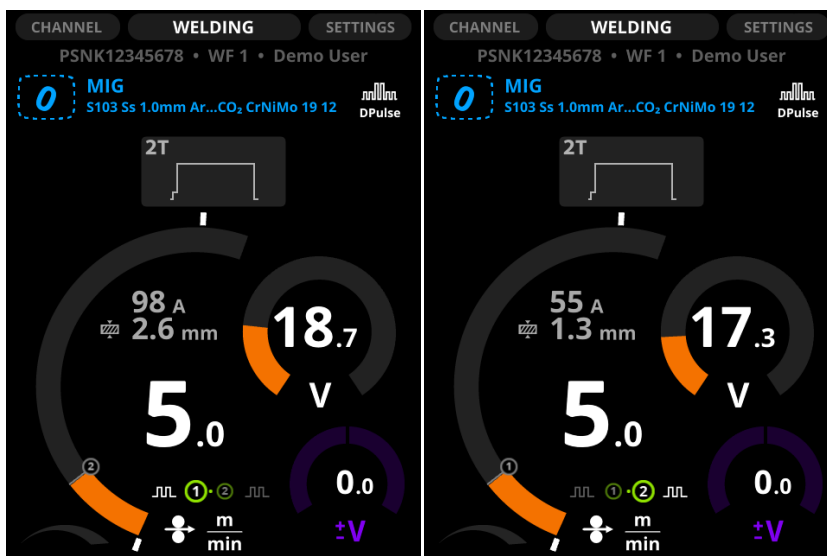 CHANNEL WELDING SETTINGS
PSNK12345678 • WF 1 • Demo User
0 MIG
S103 Ss 1.0mm Ar...CO₂ CrNiMo 19 12
DPulse
2T
98 A
2.6 mm
18.7
V
5.0
2
1 · 2
0.0
m
min
±V
CHANNEL WELDING SETTINGS
PSNK12345678 • WF 1 • Demo User
0 MIG
S103 Ss 1.0mm Ar...CO₂ CrNiMo 19 12
DPulse
2T
55 A
1.3 mm
17.3
V
5.0
1
1 · 2
0.0
m
min
±V